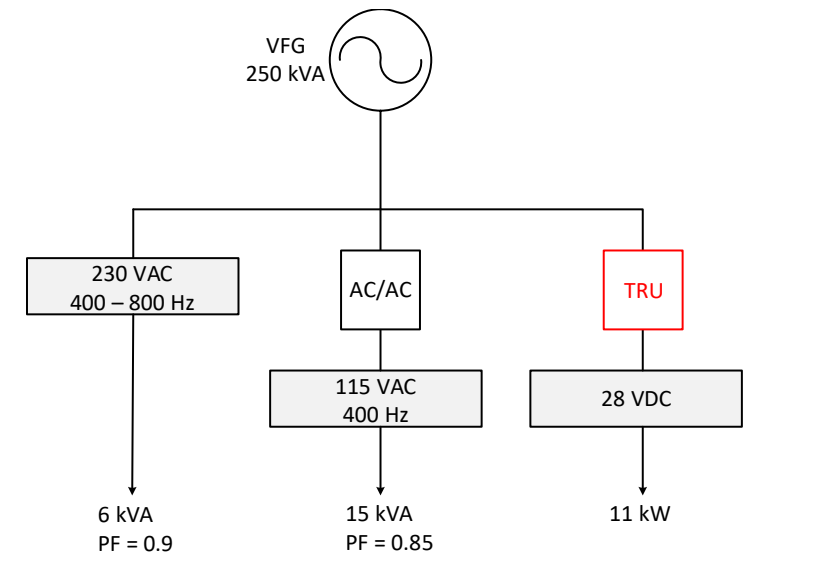 VFG
250 kVA
230 VAC
400 – 800 Hz
AC/AC
TRU
115 VAC
400 Hz
28 VDC
6 kVA
PF = 0.9
15 kVA
PF = 0.85
11 kW